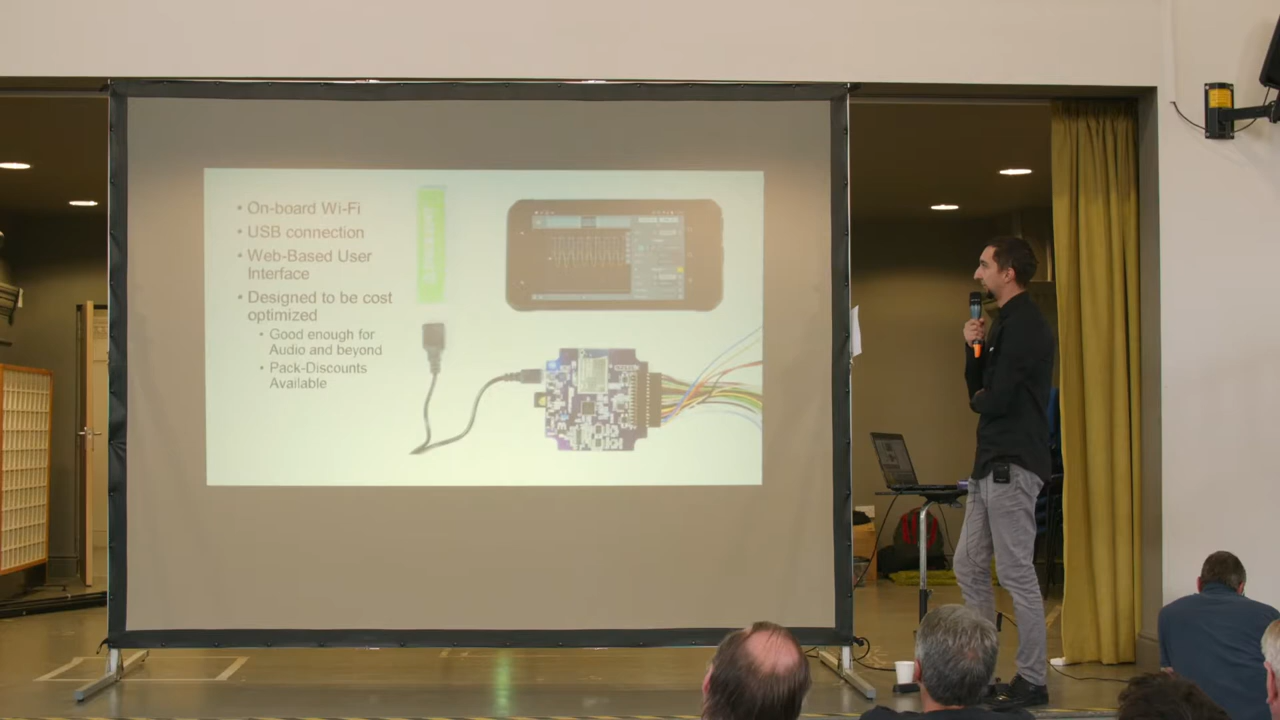 • On-board Wi-Fi
• USB connection
• Web-Based User
Interface
• Designed to be cost
optimized
• Good enough for
Audio and beyond
• Pack-Discounts
Available